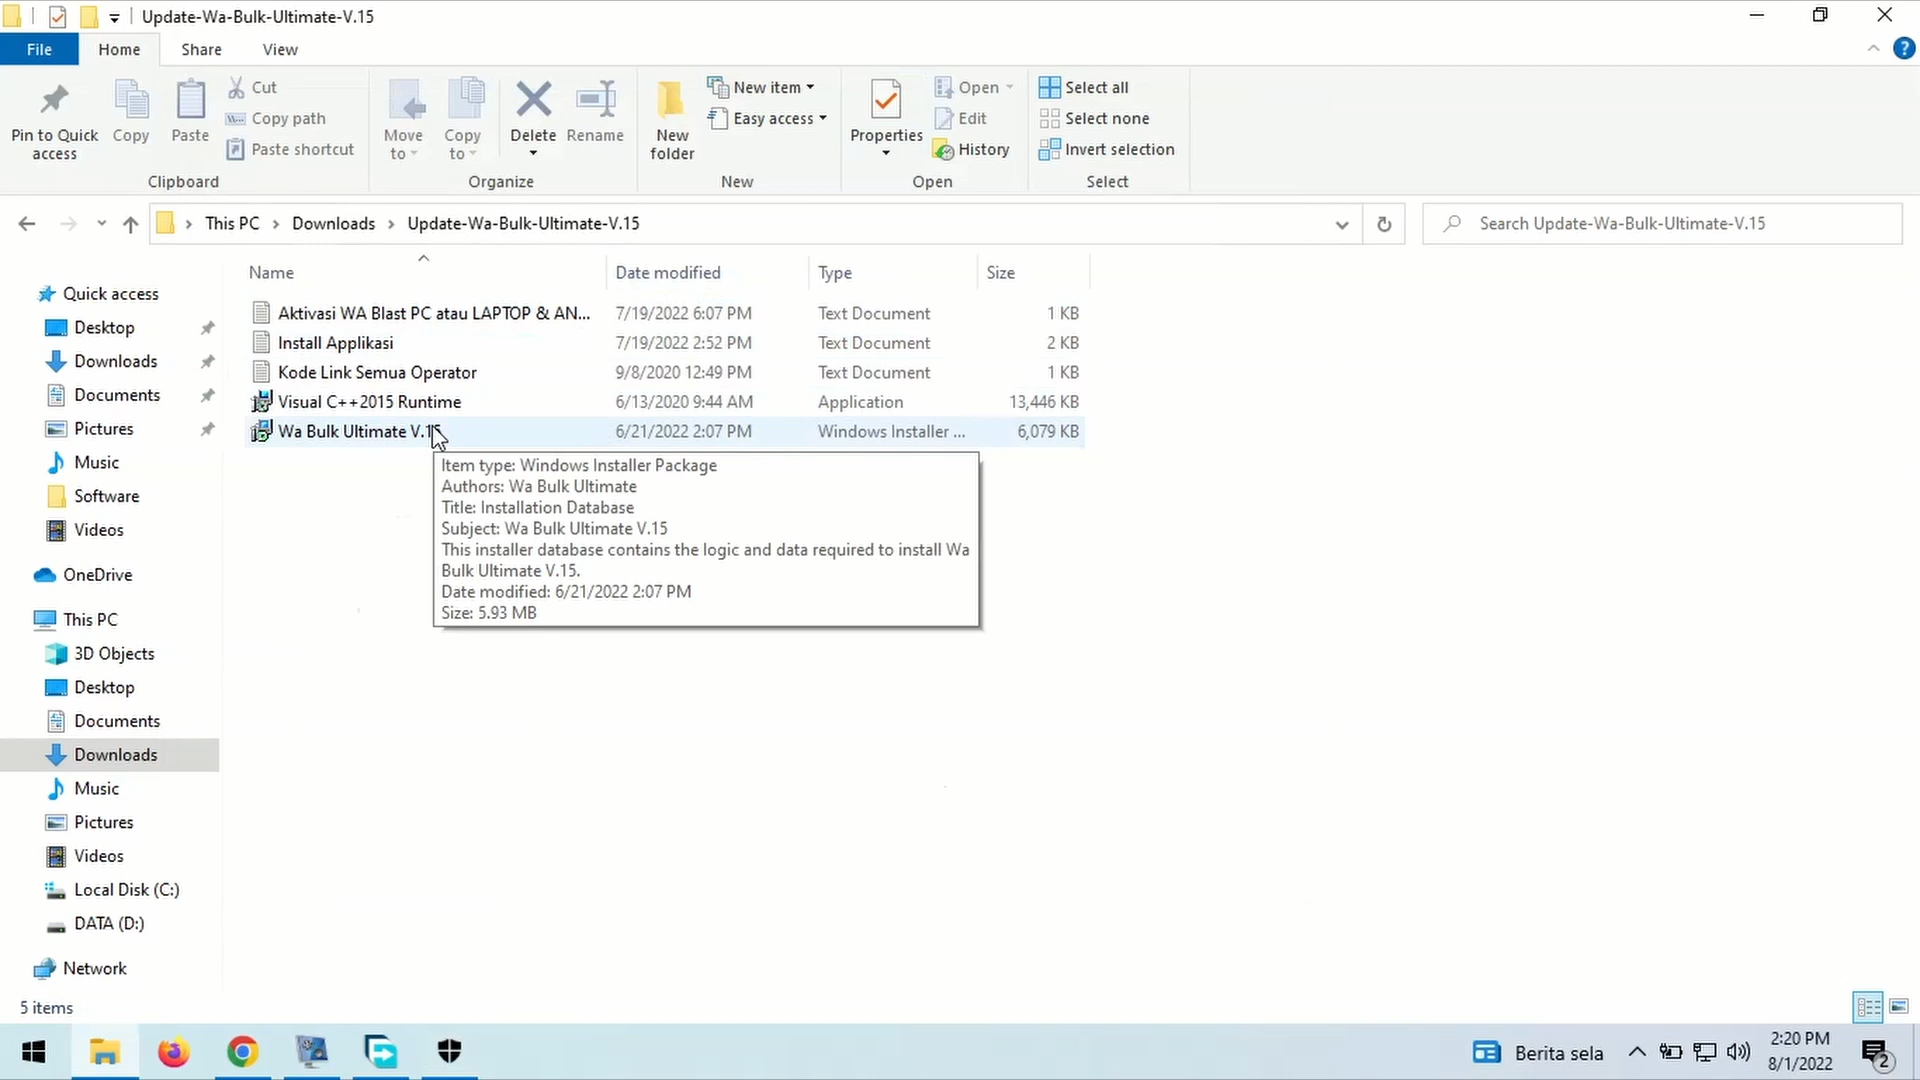 Update-Wa-Bulk-Ultimate-V.15
File Home Share View
Pin to Quick access
Copy
Paste
Cut
Copy path
Paste shortcut
Clipboard
Move to
Copy to
Delete
Rename
Organize
New folder
New item
Easy access
New
Properties
Open
Edit
History
Open
Select all
Select none
Invert selection
Select
This PC > Downloads > Update-Wa-Bulk-Ultimate-V.15
Search Update-Wa-Bulk-Ultimate-V.15
Name Date modified Type Size
Aktivasi WA Blast PC atau LAPTOP & AN... 7/19/2022 6:07 PM Text Document 1 KB
Install Applikasi 7/19/2022 2:52 PM Text Document 2 KB
Kode Link Semua Operator 9/8/2020 12:49 PM Text Document 1 KB
Visual C++2015 Runtime 6/13/2020 9:44 AM Application 13,446 KB
Wa Bulk Ultimate V.15 6/21/2022 2:07 PM Windows Installer ... 6,079 KB
Item type: Windows Installer Package
Authors: Wa Bulk Ultimate
Title: Installation Database
Subject: Wa Bulk Ultimate V.15
This installer database contains the logic and data required to install Wa
Bulk Ultimate V.15.
Date modified: 6/21/2022 2:07 PM
Size: 5.93 MB
Quick access
Desktop
Downloads
Documents
Pictures
Music
Software
Videos
OneDrive
This PC
3D Objects
Desktop
Documents
Downloads
Music
Pictures
Videos
Local Disk (C:)
DATA (D:)
Network
5 items
Berita sela
2:20 PM
8/1/2022
2